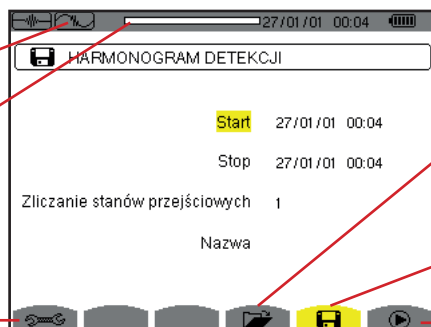 27/01/01 00:04
HARMONOGRAM DETEKCJI
Start 27/01/01 00:04
Stop 27/01/01 00:04
Zliczanie stanów przejściowych 1
Nazwa